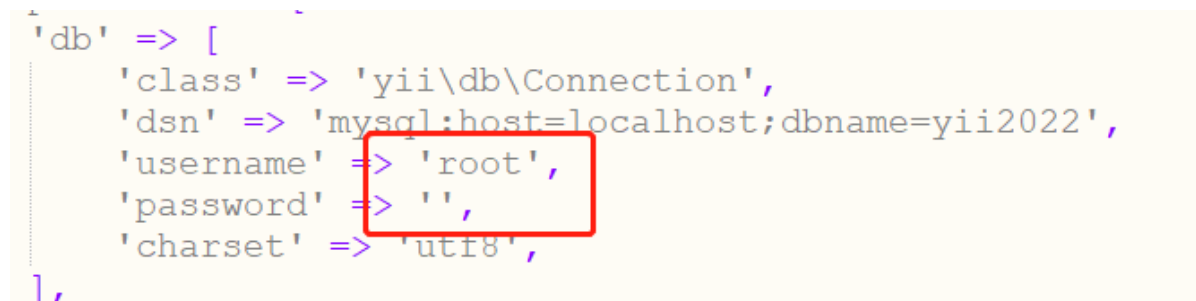 'db' => [
'class' => 'yii\db\Connection',
'dsn' => 'mysql:host=localhost;dbname=yii2022',
'username' => 'root',
'password' => '',
'charset' => 'utf8',
],